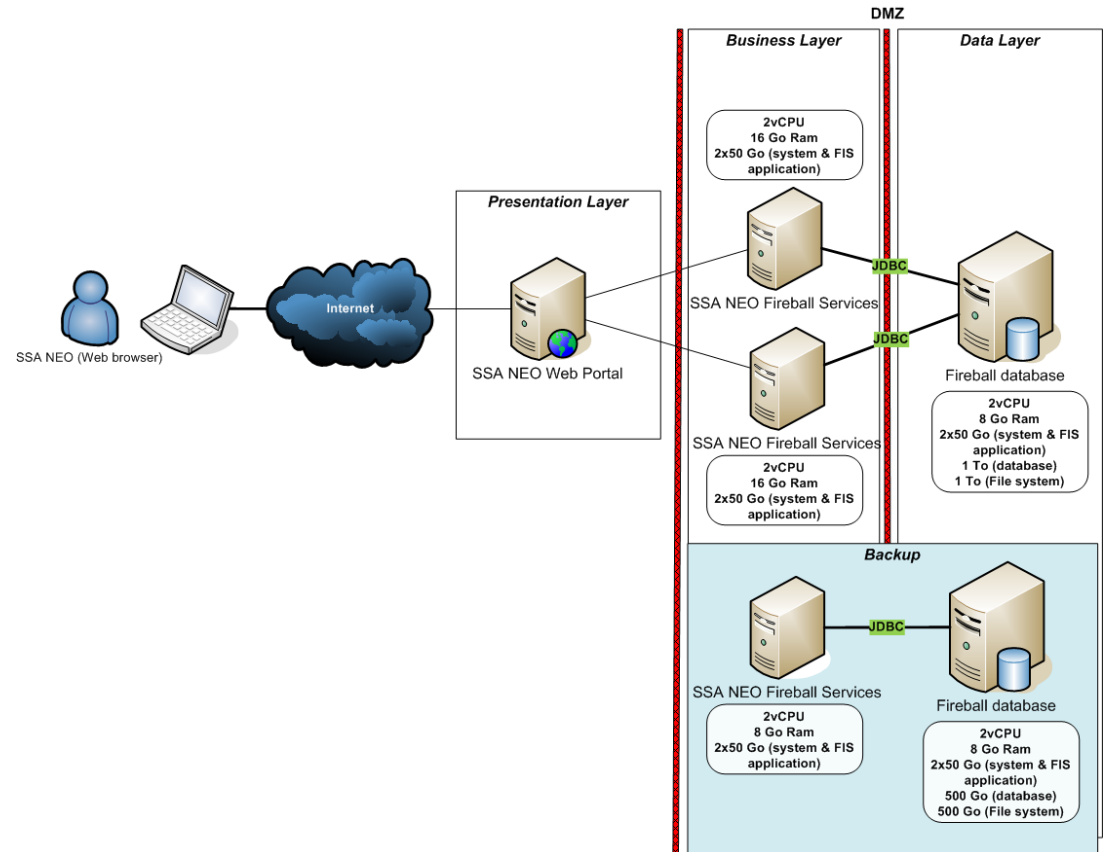 DMZ
Business Layer
Data Layer
2vCPU
16 Go Ram
2x50 Go (system & FIS
application)
Presentation Layer
SSA NEO Fireball Services
JDBC
Internet
SSA NEO (Web browser)
SSA NEO Web Portal
JDBC
Fireball database
2vCPU
8 Go Ram
2x50 Go (system & FIS
application)
1 To (database)
1 To (File system)
SSA NEO Fireball Services
2vCPU
16 Go Ram
2x50 Go (system & FIS
application)
Backup
JDBC
SSA NEO Fireball Services
2vCPU
8 Go Ram
2x50 Go (system & FIS
application)
Fireball database
2vCPU
8 Go Ram
2x50 Go (system & FIS
application)
500 Go (database)
500 Go (File system)